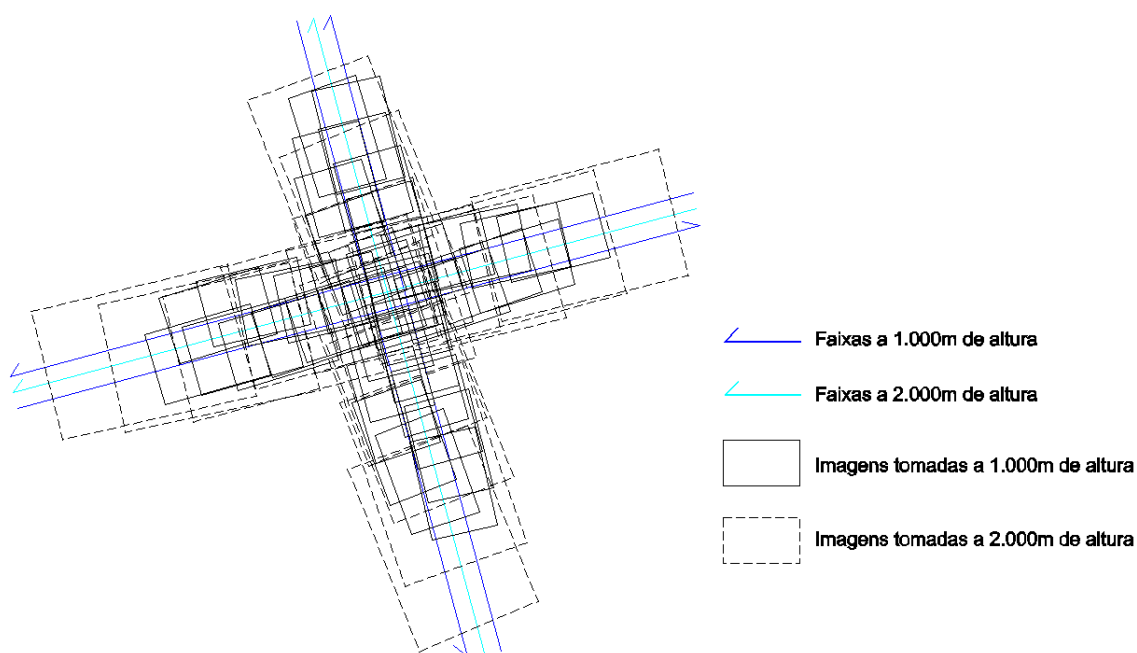 Faixas a 1.000m de altura
Faixas a 2.000m de altura
Imagens tomadas a 1.000m de altura
Imagens tomadas a 2.000m de altura